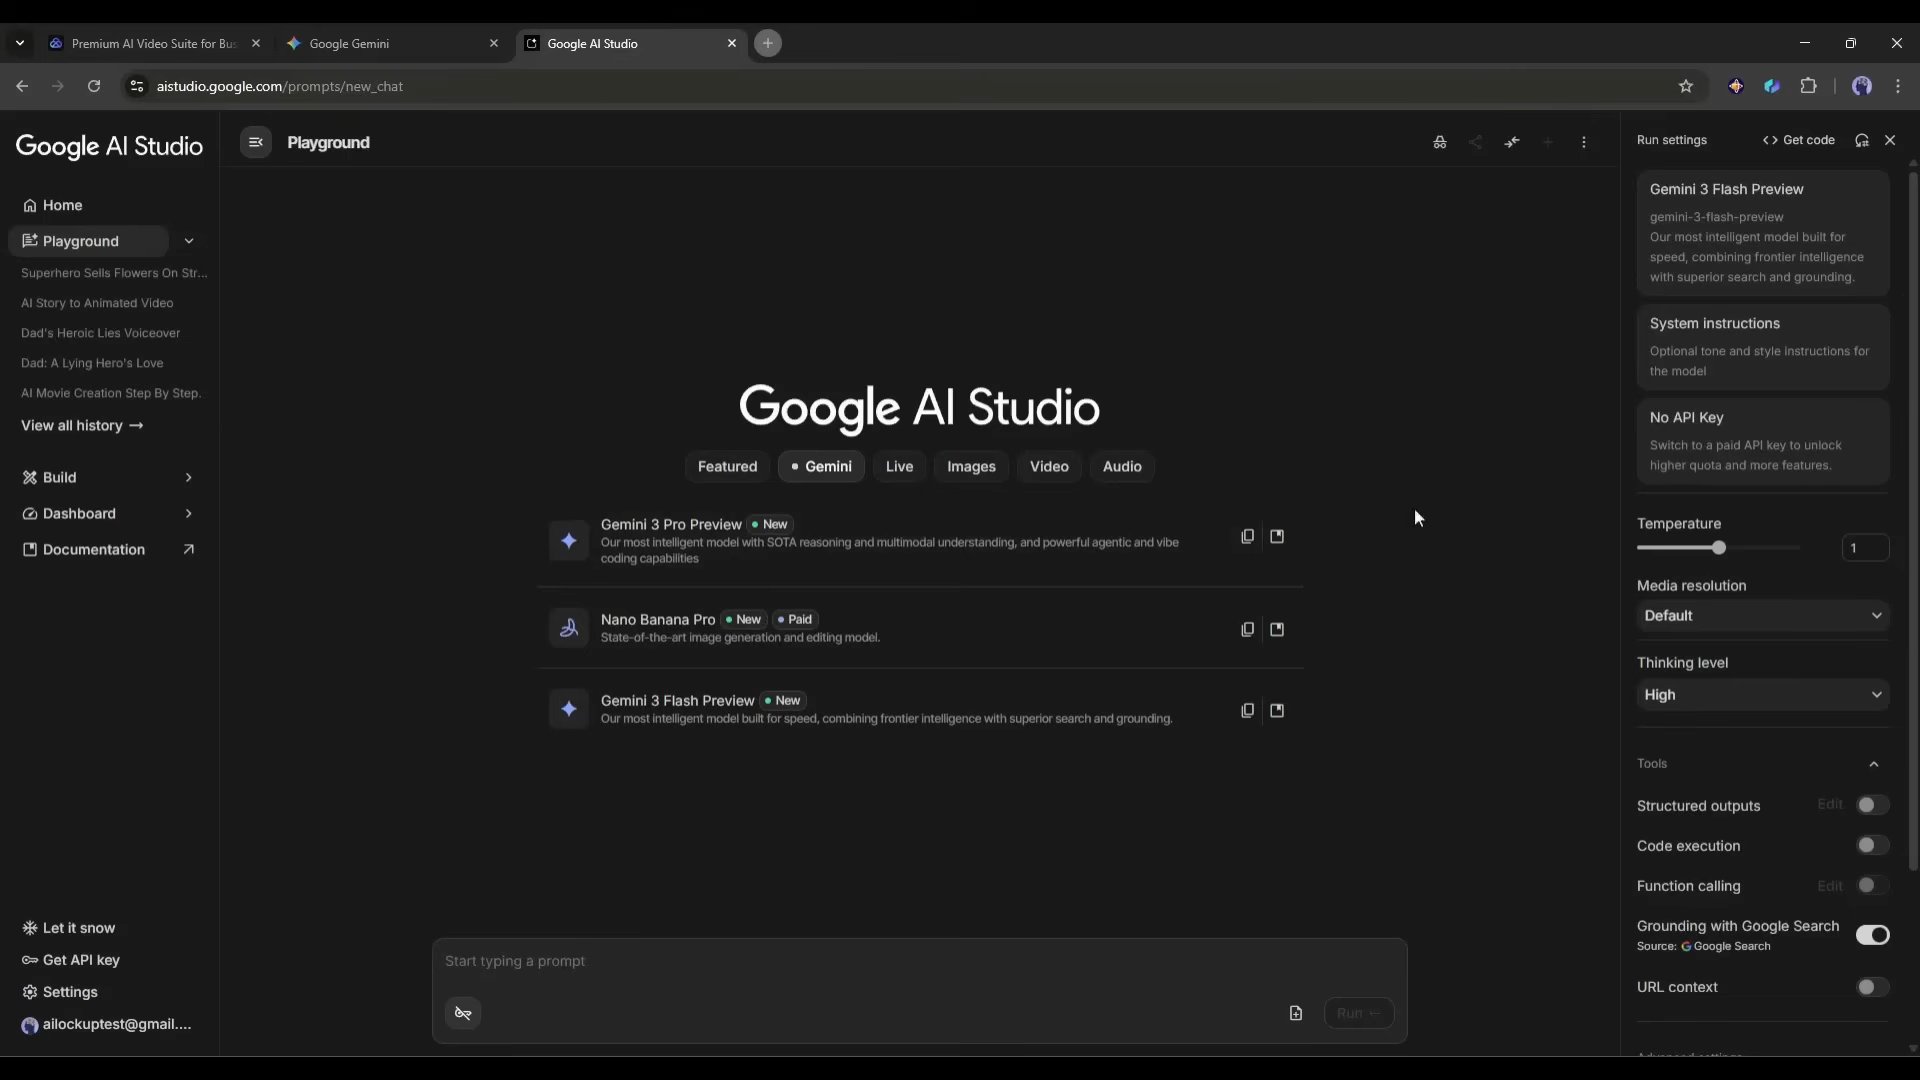 Premium AI Video Suite for Bus
Google Gemini
Google AI Studio
aistudio.google.com/prompts/new_chat
Google AI Studio
Home
Playground
Superhero Sells Flowers On Str...
AI Story to Animated Video
Dad's Heroic Lies Voiceover
Dad: A Lying Hero's Love
AI Movie Creation Step By Step.
View all history →
Build
Dashboard
Documentation
Let it snow
Get API key
Settings
ailockuptest@gmail....
Playground
Google AI Studio
Featured
Gemini
Live
Images
Video
Audio
Gemini 3 Pro Preview New
Our most intelligent model with SOTA reasoning and multimodal understanding, and powerful agentic and vibe
coding capabilities
Nano Banana Pro New Paid
State-of-the-art image generation and editing model.
Gemini 3 Flash Preview New
Our most intelligent model built for speed, combining frontier intelligence with superior search and grounding.
Start typing a prompt
Run
Run settings
<> Get code
Gemini 3 Flash Preview
gemini-3-flash-preview
Our most intelligent model built for
speed, combining frontier intelligence
with superior search and grounding.
System instructions
Optional tone and style instructions for
the model
No API Key
Switch to a paid API key to unlock
higher quota and more features.
Temperature
1
Media resolution
Default
Thinking level
High
Tools
Structured outputs Edit
Code execution
Function calling Edit
Grounding with Google Search
Source: G Google Search
URL context